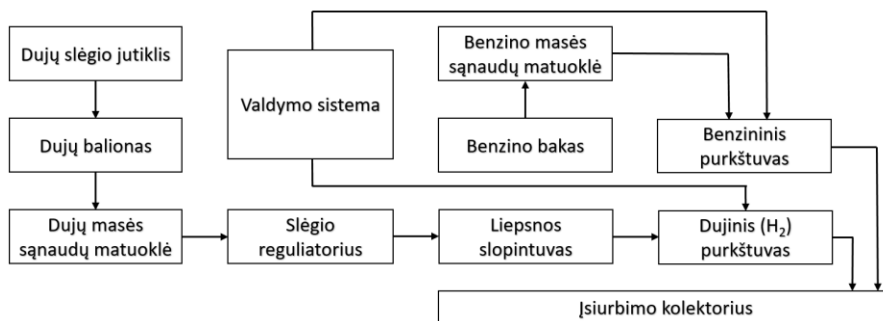 Dujų slėgio jutiklis
Valdymo sistema
Benzino masės
sąnaudų matuoklė
Dujų balionas
Benzino bakas
Benzininis
purkštuvas
Dujų masės
sąnaudų matuoklė
Slėgio
reguliatorius
Liepsnos
slopintuvas
Dujinis (H₂)
purkštuvas
Įsiurbimo kolektorius